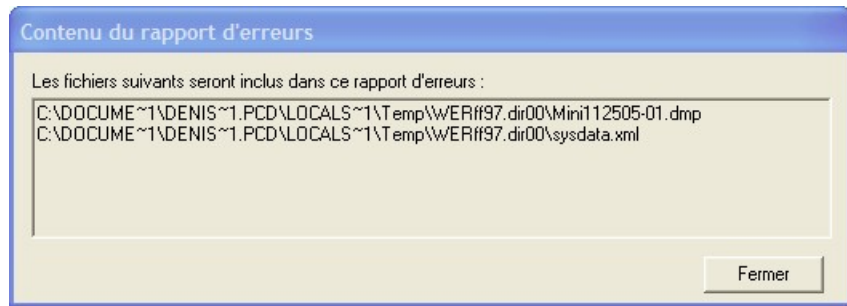 Contenu du rapport d'erreurs
Les fichiers suivants seront inclus dans ce rapport d'erreurs :
C:\DOCUME~1\DENIS~1.PCD\LOCALS~1\Temp\WERff97.dir00\Mini112505-01.dmp
C:\DOCUME~1\DENIS~1.PCD\LOCALS~1\Temp\WERff97.dir00\sysdata.xml
Fermer